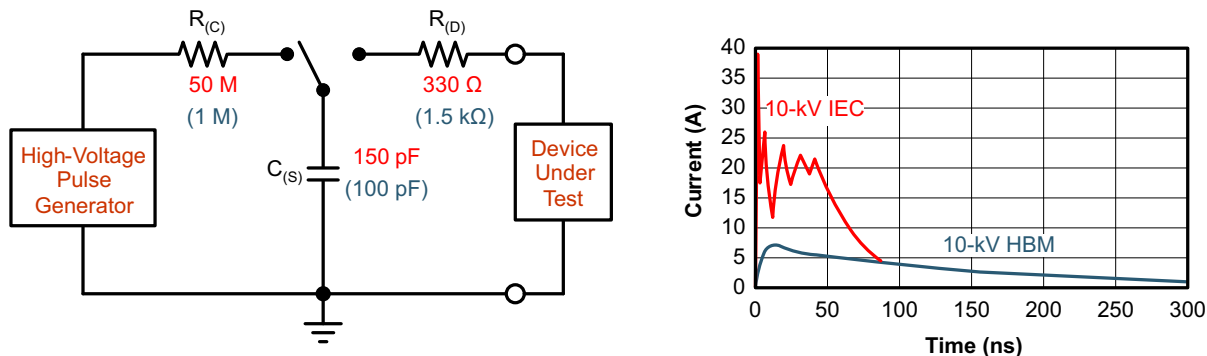 R(C)
50 M
(1 M)
R(D)
330 Ω
(1.5 kΩ)
High-Voltage
Pulse
Generator
C(S)
150 pF
(100 pF)
Device
Under
Test
Current (A)
40
35
30
25
20
15
10
5
0
10-kV IEC
10-kV HBM
0
50
100
150
200
250
300
Time (ns)